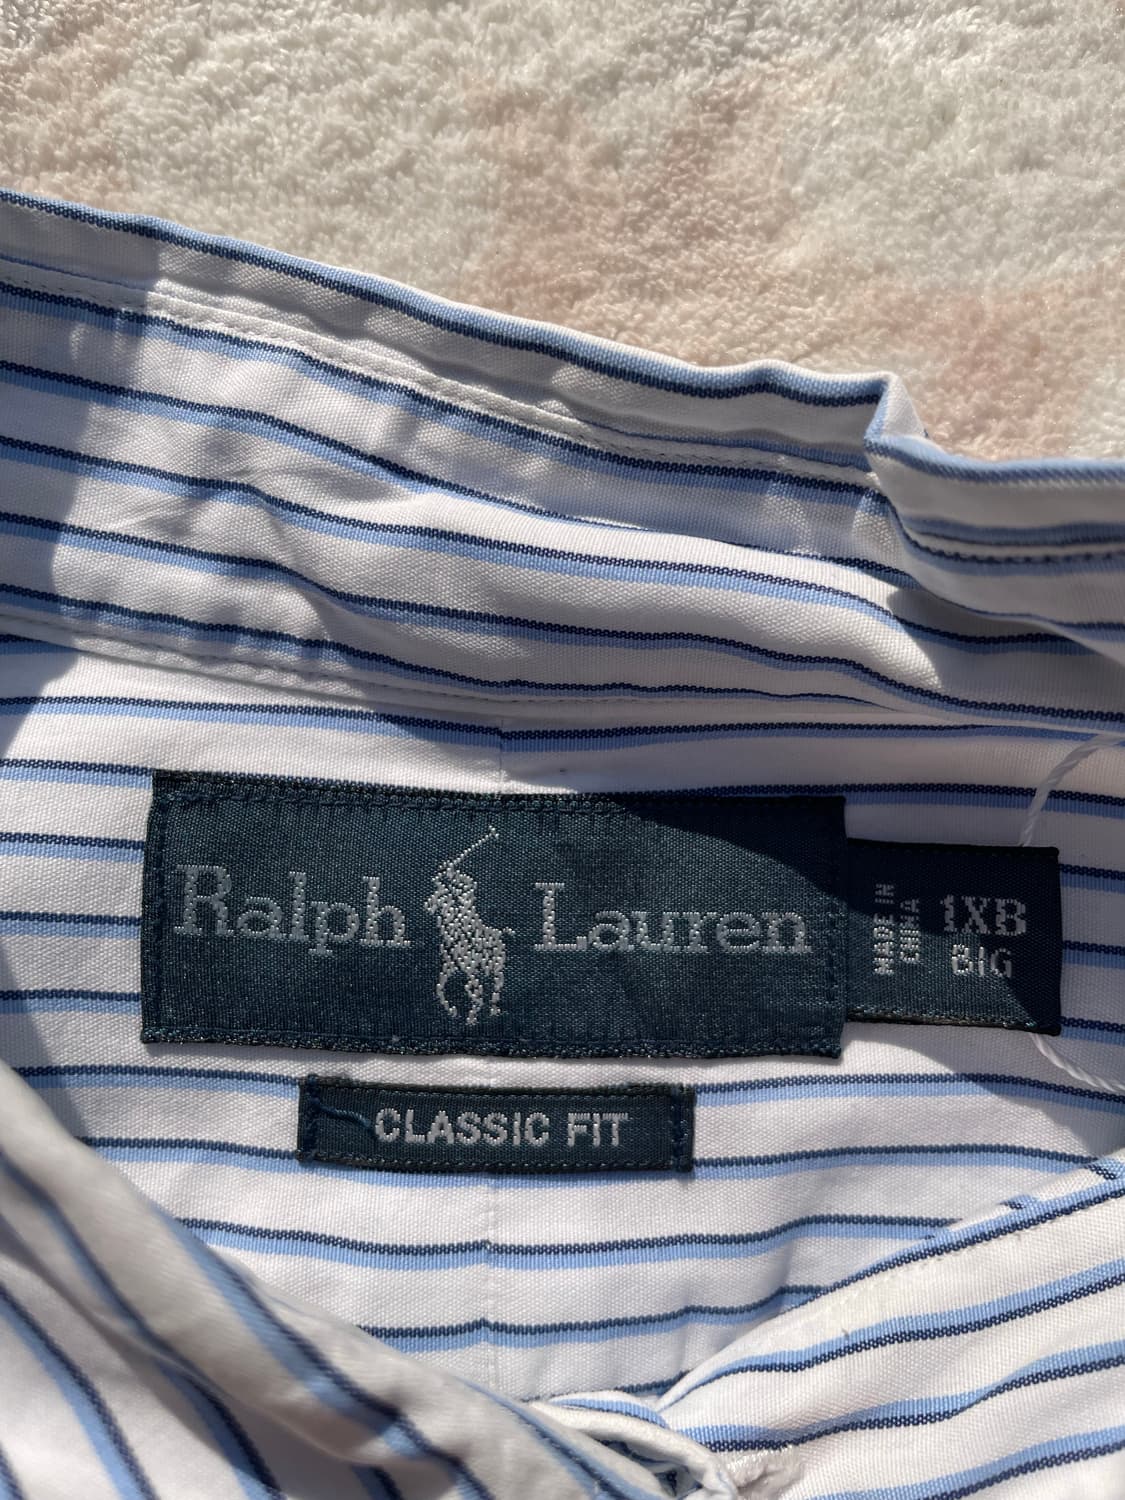 Ralph Lauren
MADE IN
CHINA
1XB
BIG
CLASSIC FIT